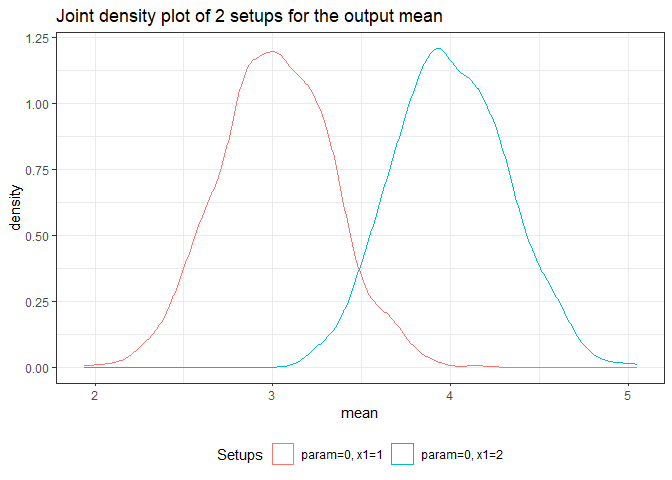 Joint density plot of 2 setups for the output mean
1.25
1.00
0.75
0.50
0.25
0.00
density
2 3 4 5
mean
Setups param=0, x1=1 param=0, x1=2